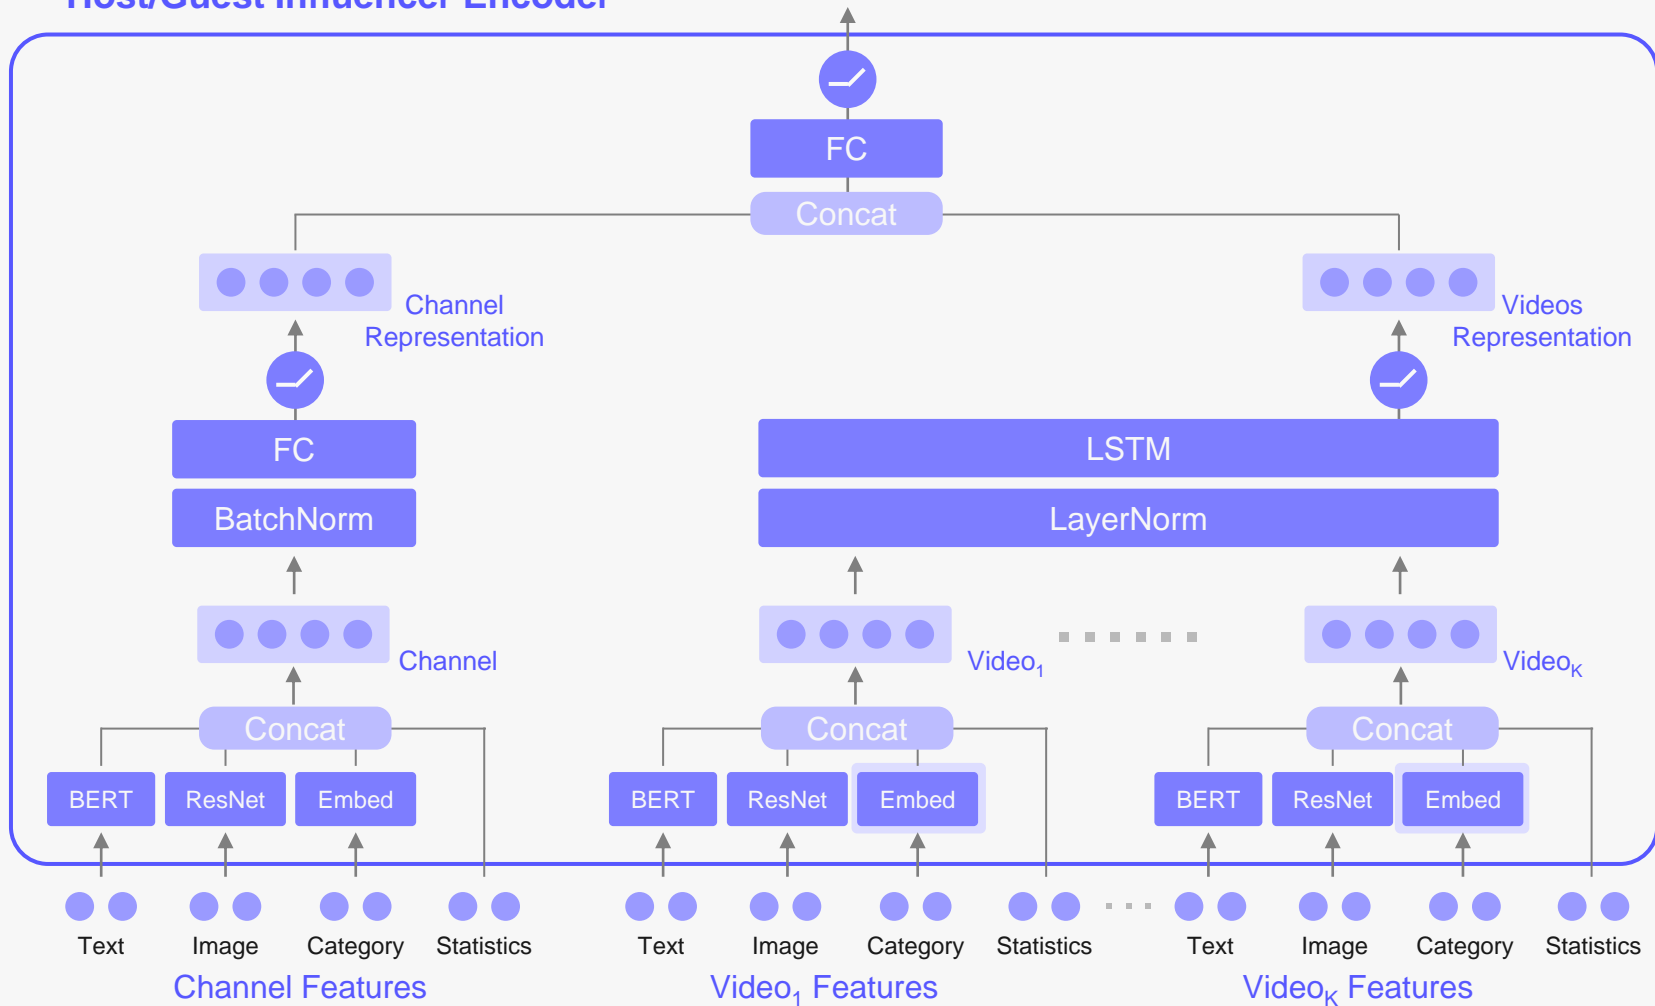 Host/Guest Influencer Encoder
FC
Concat
Channel
Representation
Videos
Representation
FC
LSTM
BatchNorm
LayerNorm
Channel
Video₁
Videoₖ
Concat
Concat
Concat
BERT ResNet Embed
BERT ResNet Embed
BERT ResNet Embed
Text Image Category Statistics
Text Image Category Statistics
Text Image Category Statistics
Channel Features
Video₁ Features
Videoₖ Features